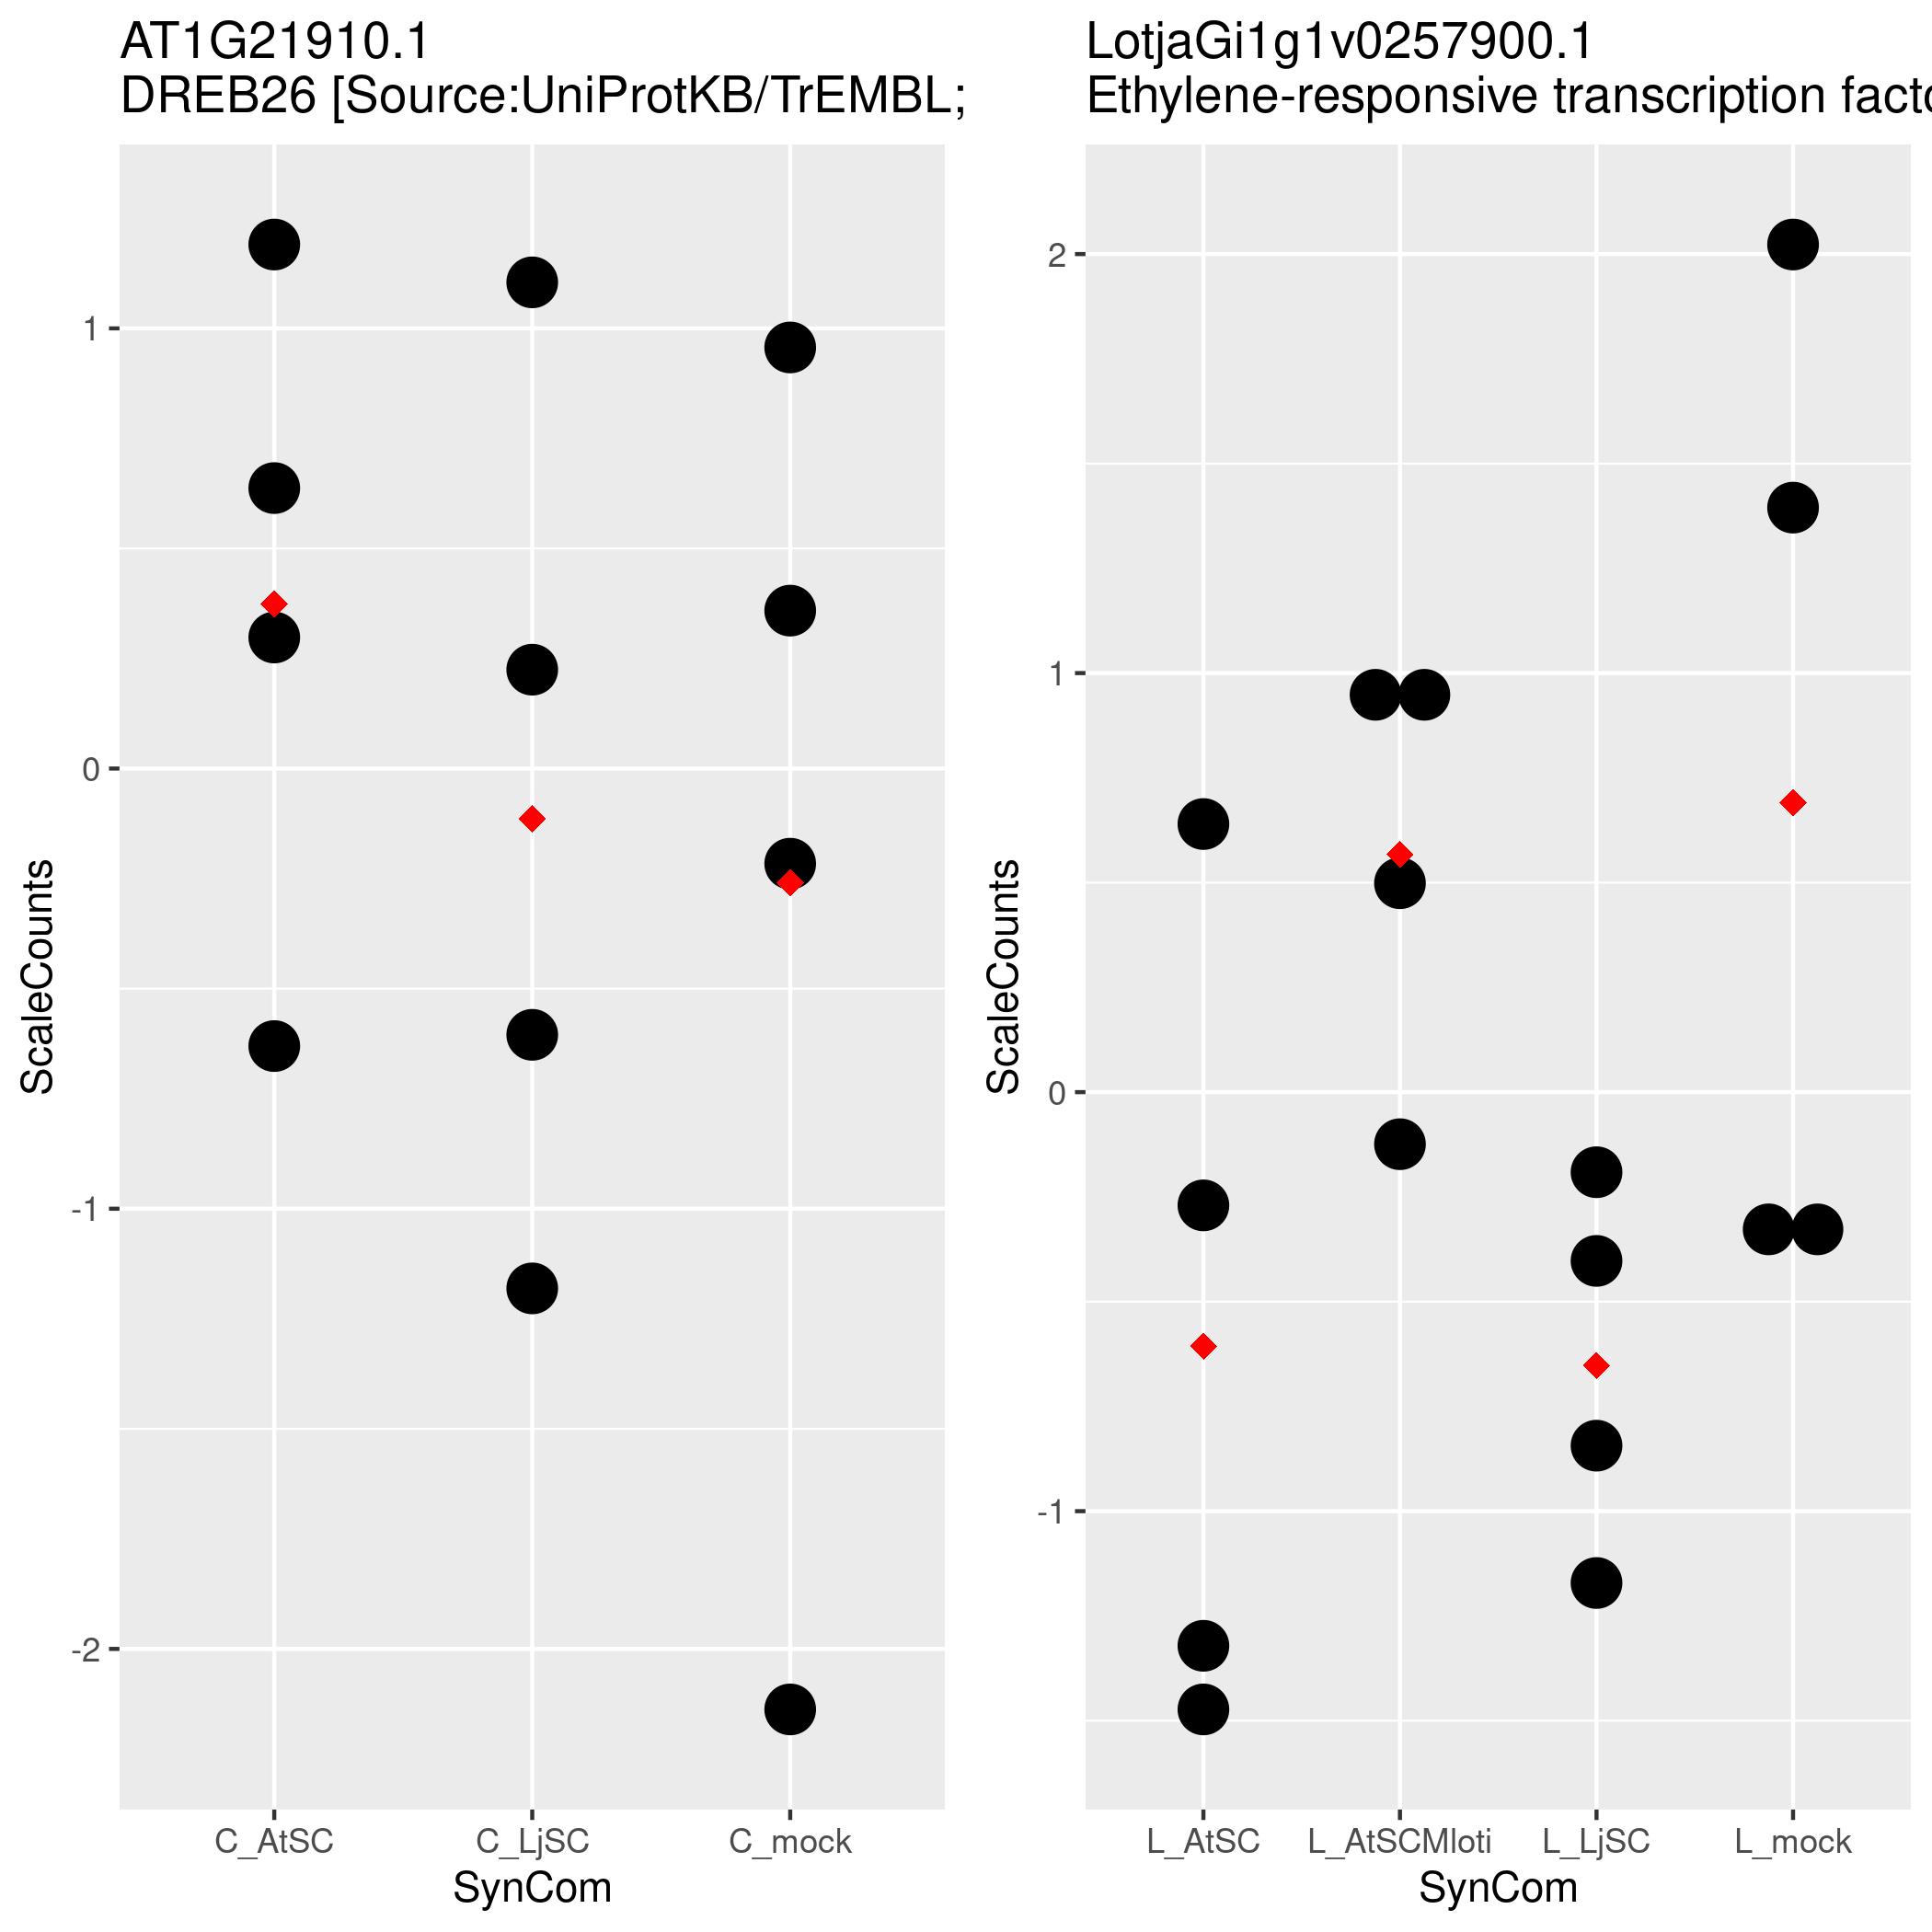 AT1G21910.1
DREB26 [Source:UniProtKB/TrEMBL;
ScaleCounts
1
0
-1
-2
C_AtSC
C_LjSC
C_mock
SynCom
LotjaGi1g1v0257900.1
Ethylene-responsive transcription facto
ScaleCounts
2
1
0
-1
L_AtSC
L_AtSCMloti
L_LjSC
L_mock
SynCom